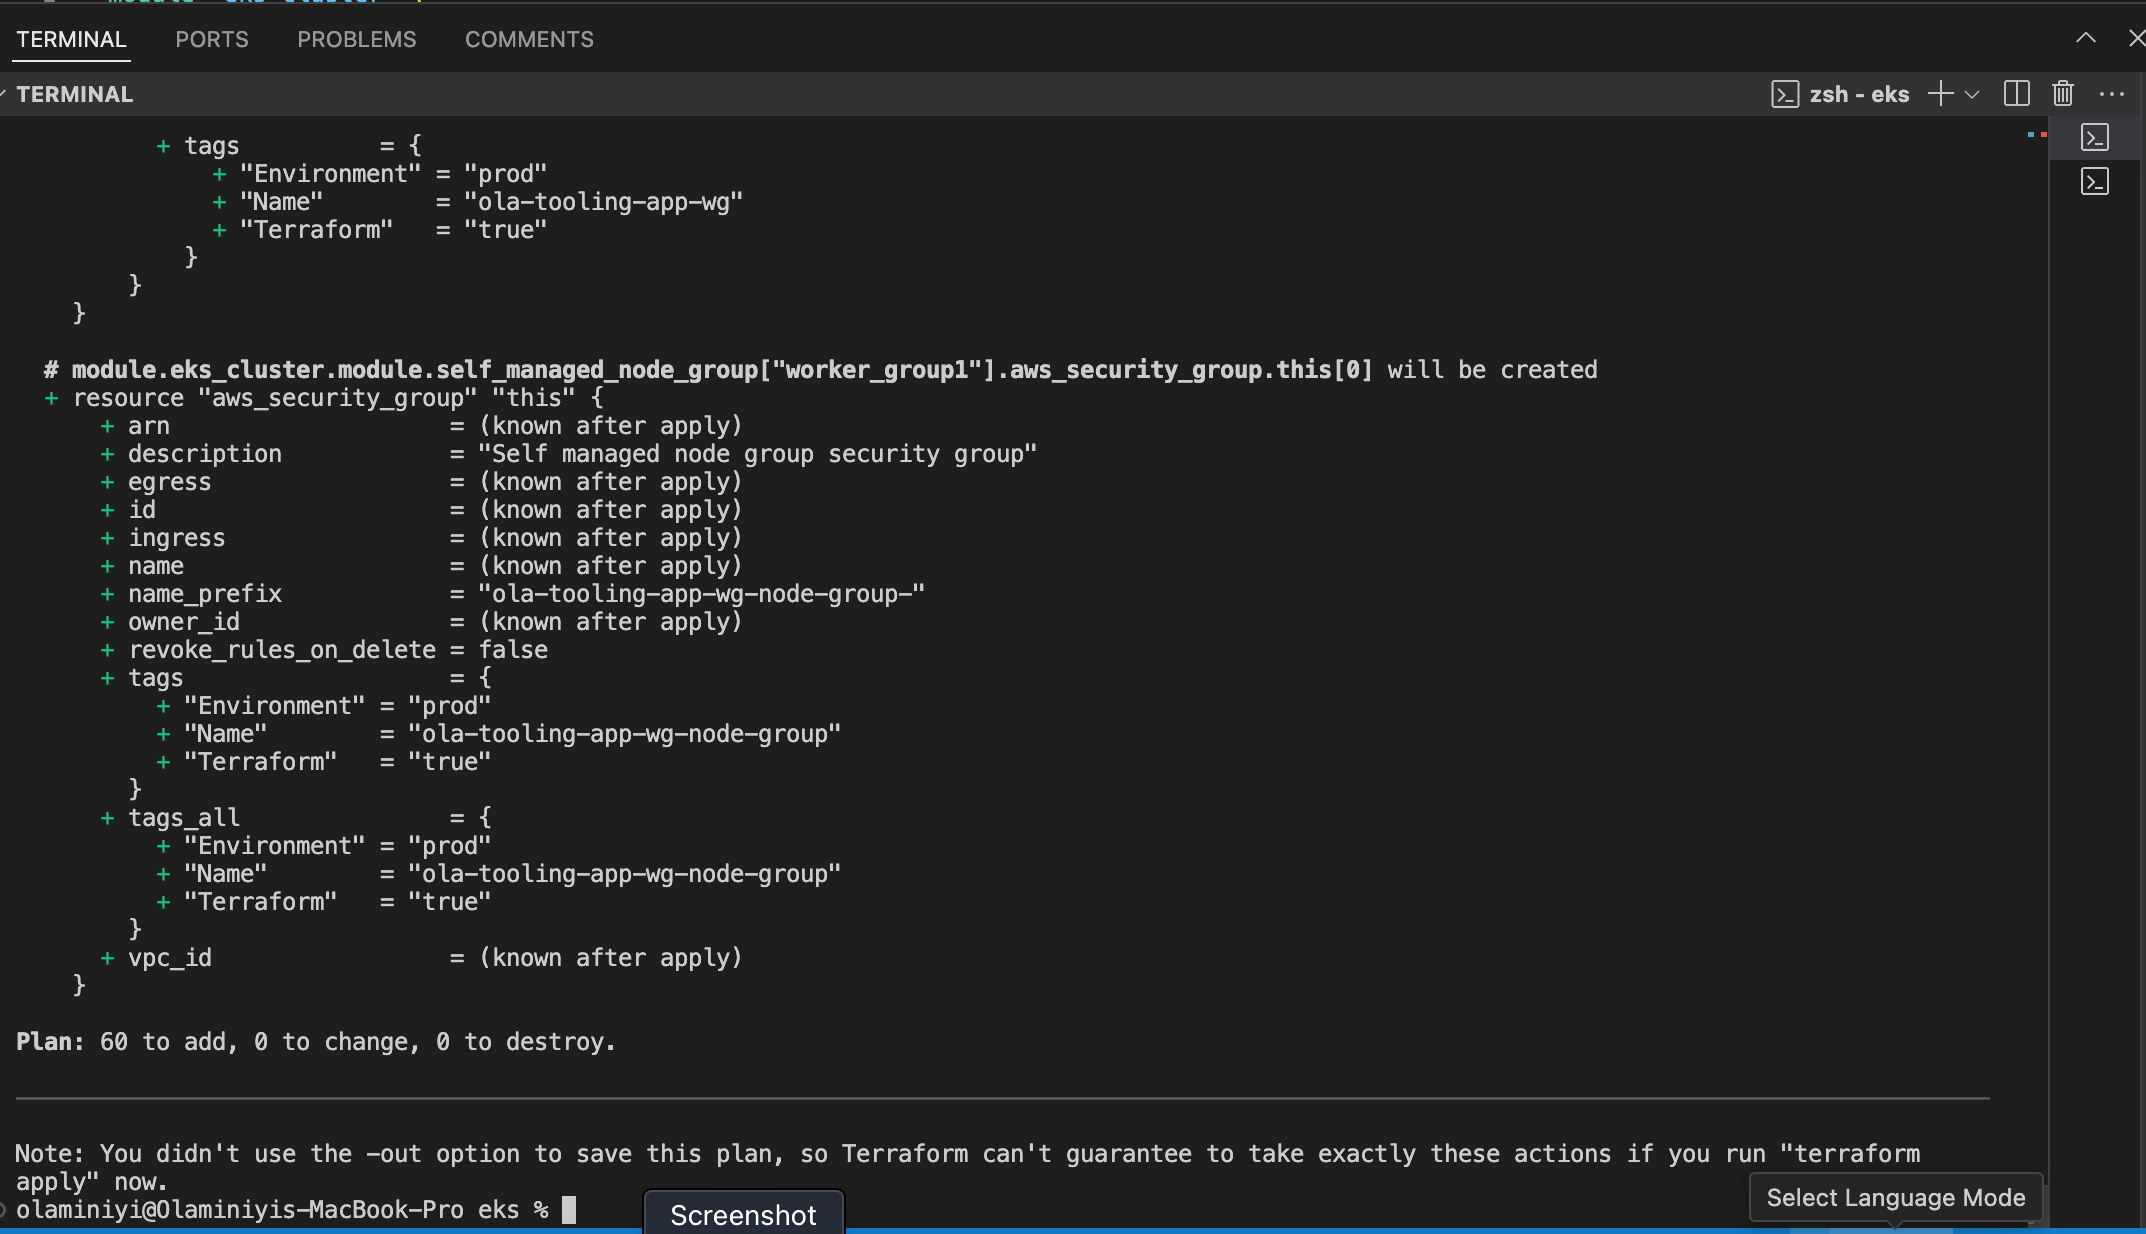 TERMINAL PORTS PROBLEMS COMMENTS
TERMINAL zsh - eks
+ tags = {
+ "Environment" = "prod"
+ "Name" = "ola-tooling-app-wg"
+ "Terraform" = "true"
}
}
}
# module.eks_cluster.module.self_managed_node_group["worker_group1"].aws_security_group.this[0] will be created
+ resource "aws_security_group" "this" {
+ arn = (known after apply)
+ description = "Self managed node group security group"
+ egress = (known after apply)
+ id = (known after apply)
+ ingress = (known after apply)
+ name = (known after apply)
+ name_prefix = "ola-tooling-app-wg-node-group-"
+ owner_id = (known after apply)
+ revoke_rules_on_delete = false
+ tags = {
+ "Environment" = "prod"
+ "Name" = "ola-tooling-app-wg-node-group"
+ "Terraform" = "true"
}
+ tags_all = {
+ "Environment" = "prod"
+ "Name" = "ola-tooling-app-wg-node-group"
+ "Terraform" = "true"
}
+ vpc_id = (known after apply)
}
Plan: 60 to add, 0 to change, 0 to destroy.
Note: You didn't use the -out option to save this plan, so Terraform can't guarantee to take exactly these actions if you run "terraform
apply" now.
Select Language Mode
olaminiyi@Olaminiyis-MacBook-Pro eks %
Screenshot